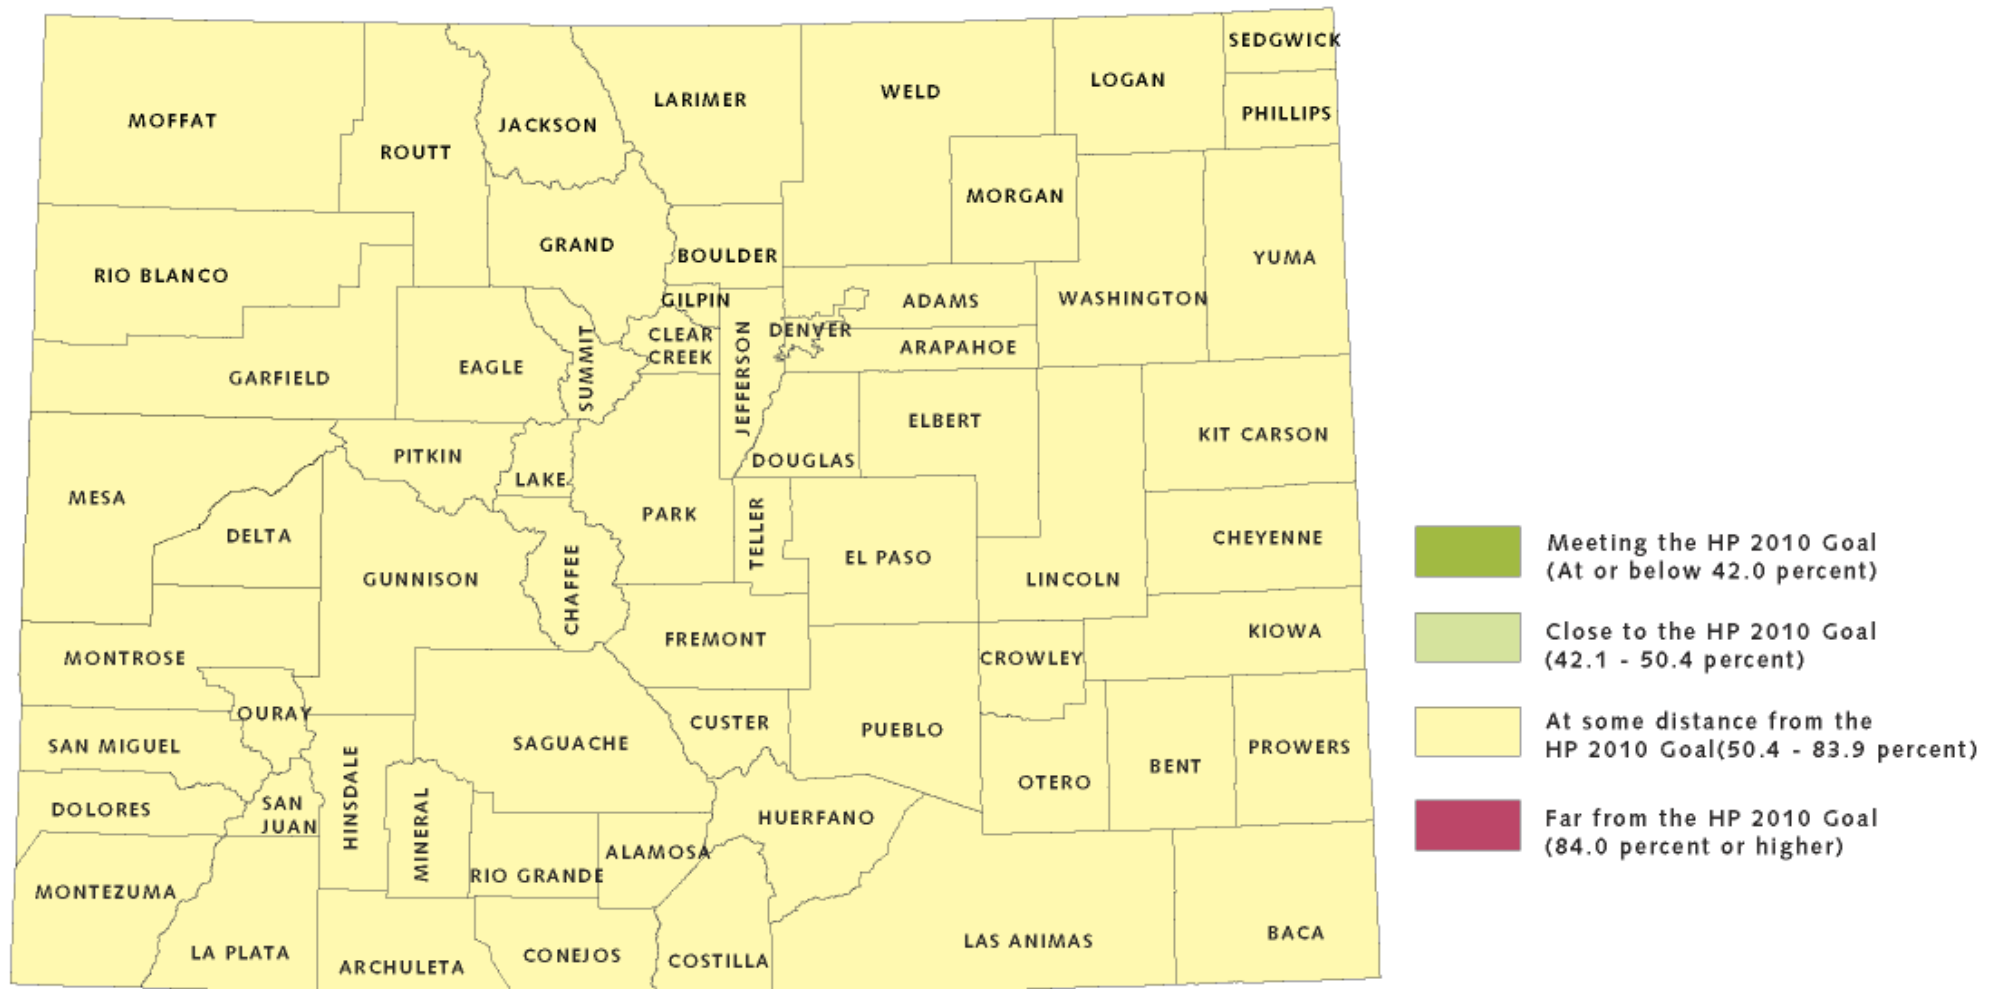 SEDGWICK
LOGAN
WELD
LARIMER
PHILLIPS
MOFFAT
JACKSON
ROUTT
MORGAN
GRAND
BOULDER
YUMA
RIO BLANCO
GILPIN
ADAMS
WASHINGTON
DENVER
CLEAR
CREEK
ARAPAHOE
SUMMIT
EAGLE
JEFFERSON
GARFIELD
ELBERT
KIT CARSON
PITKIN
DOUGLAS
LAKE
MESA
PARK
TELLER
DELTA
CHEYENNE
EL PASO
GUNNISON
LINCOLN
CHAFFEE
KIOWA
FREMONT
MONTROSE
CROWLEY
OURAY
CUSTER
PUEBLO
SAN MIGUEL
SAGUACHE
PROWERS
BENT
OTERO
HINSDALE
DOLORES
SAN
JUAN
MINERAL
HUERFANO
ALAMOSA
RIO GRANDE
MONTEZUMA
BACA
LAS ANIMAS
LA PLATA
CONEJOS
COSTILLA
ARCHULETA
Meeting the HP 2010 Goal
(At or below 42.0 percent)
Close to the HP 2010 Goal
(42.1 - 50.4 percent)
At some distance from the
HP 2010 Goal(50.4 - 83.9 percent)
Far from the HP 2010 Goal
(84.0 percent or higher)